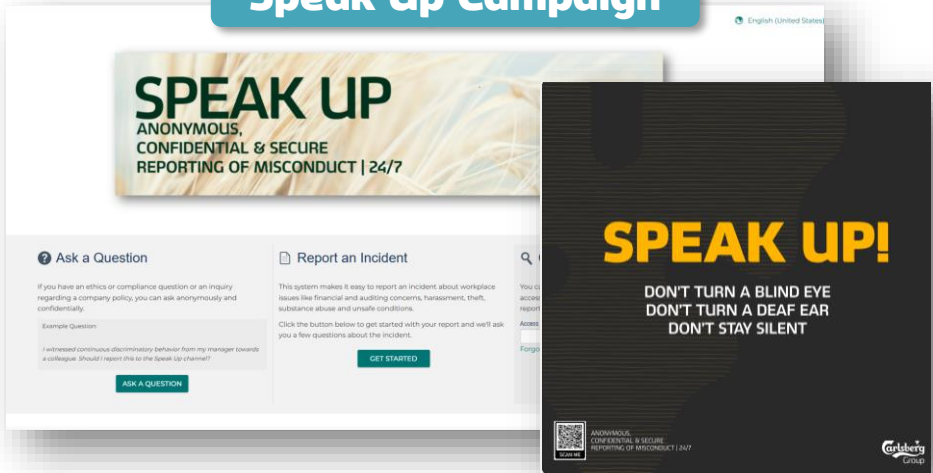 Speak Up Campaign
English (United States)
SPEAK UP
ANONYMOUS,
CONFIDENTIAL & SECURE
REPORTING OF MISCONDUCT | 24/7
Ask a Question
If you have an ethics or compliance question or an inquiry
regarding a company policy, you can ask anonymously and
confidentially.
Example Question:
I witnessed continuous discriminatory behavior from my manager towards
a colleague. Should I report this to the Speak Up channel?
ASK A QUESTION
Report an Incident
This system makes it easy to report an incident about workplace
issues like financial and auditing concerns, harassment, theft,
substance abuse and unsafe conditions.
Click the button below to get started with your report and we'll ask
you a few questions about the incident.
GET STARTED
Access
SPEAK UP!
DON'T TURN A BLIND EYE
DON'T TURN A DEAF EAR
DON'T STAY SILENT
SCAN ME
ANONYMOUS,
CONFIDENTIAL & SECURE
REPORTING OF MISCONDUCT | 24/7
Carlsberg
Group